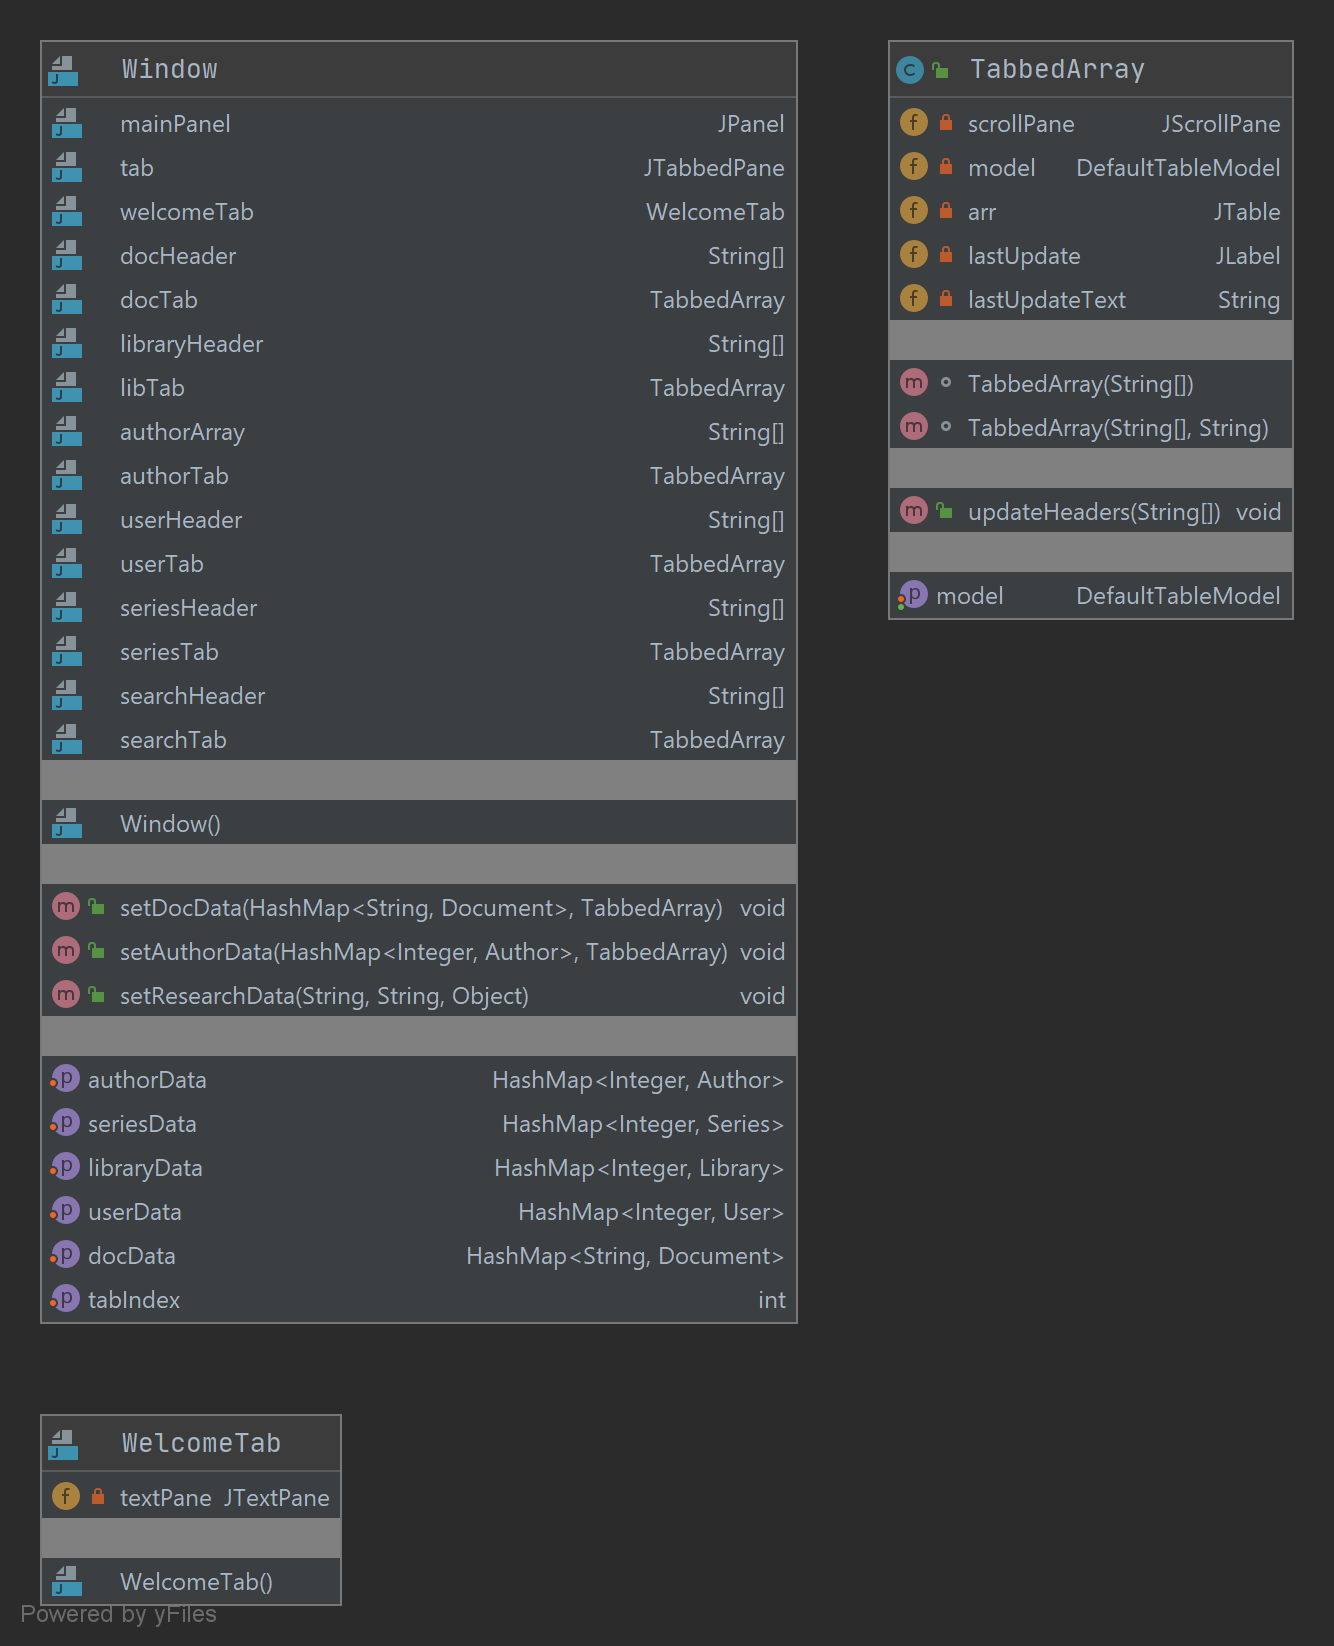 Window
mainPanel JPanel
tab JTabbedPane
welcomeTab WelcomeTab
docHeader String[]
docTab TabbedArray
libraryHeader String[]
libTab TabbedArray
authorArray String[]
authorTab TabbedArray
userHeader String[]
userTab TabbedArray
seriesHeader String[]
seriesTab TabbedArray
searchHeader String[]
searchTab TabbedArray
Window()
setDocData(HashMap<String, Document>, TabbedArray) void
setAuthorData(HashMap<Integer, Author>, TabbedArray) void
setResearchData(String, String, Object) void
authorData HashMap<Integer, Author>
seriesData HashMap<Integer, Series>
libraryData HashMap<Integer, Library>
userData HashMap<Integer, User>
docData HashMap<String, Document>
tabIndex int
TabbedArray
scrollPane JScrollPane
model DefaultTableModel
arr JTable
lastUpdate JLabel
lastUpdateText String
TabbedArray(String[])
TabbedArray(String[], String)
updateHeaders(String[]) void
model DefaultTableModel
WelcomeTab
textPane JTextPane
WelcomeTab()
Powered by yFiles